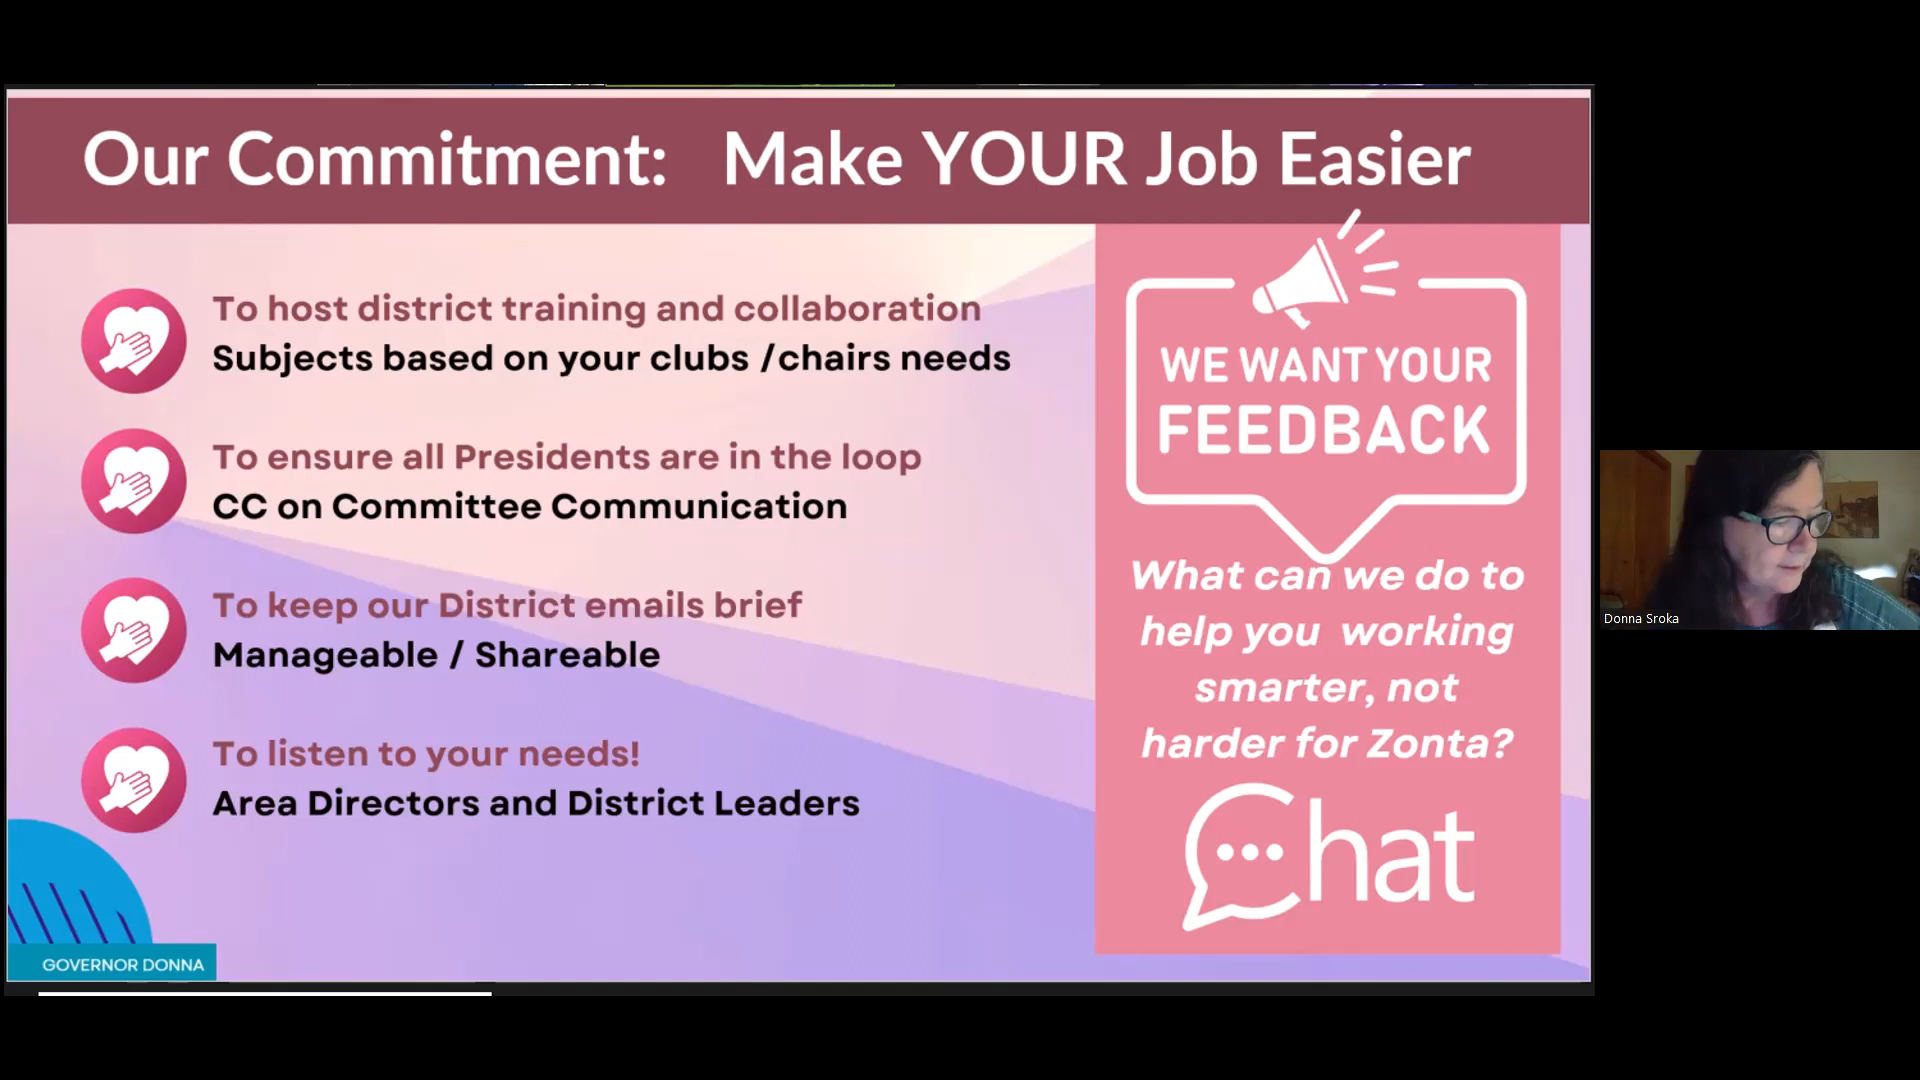 Our Commitment: Make YOUR Job Easier
To host district training and collaboration
Subjects based on your clubs /chairs needs
To ensure all Presidents are in the loop
CC on Committee Communication
To keep our District emails brief
Manageable / Shareable
To listen to your needs!
Area Directors and District Leaders
GOVERNOR DONNA
WE WANT YOUR
FEEDBACK
What can we do to
help you working
smarter, not
harder for Zonta?
Chat
Donna Sroka